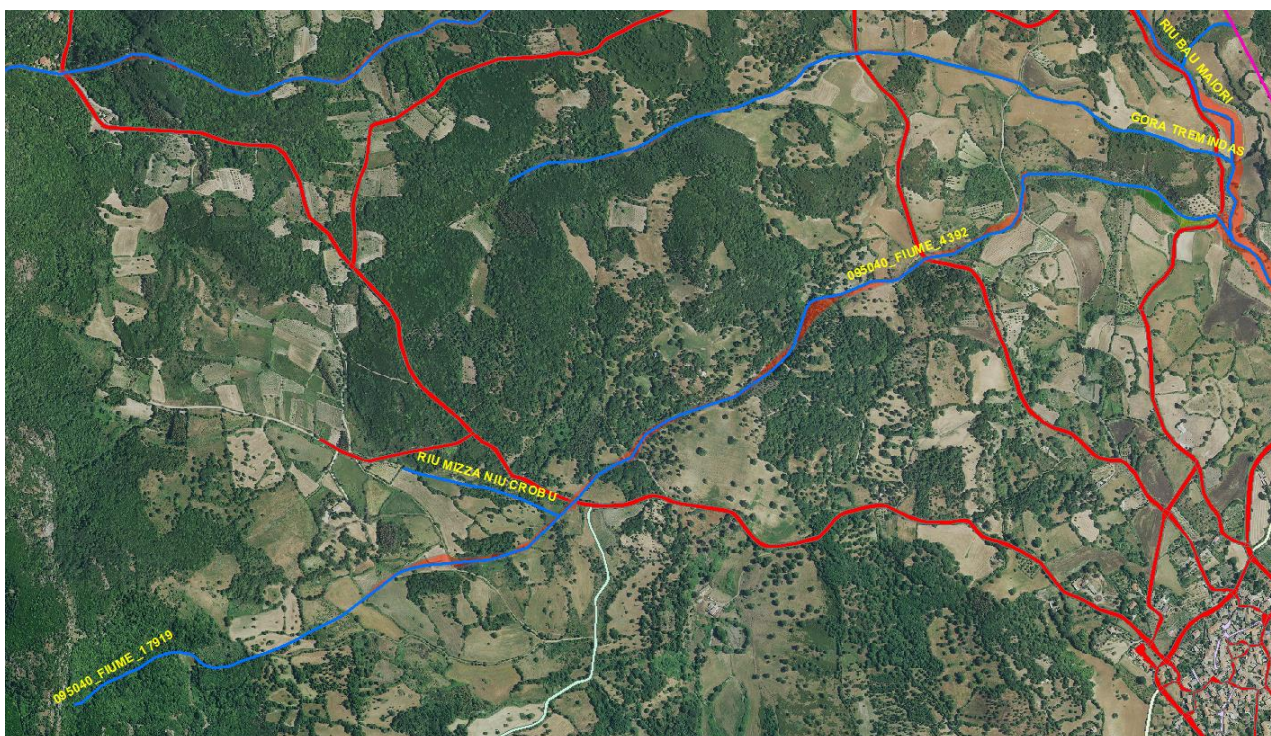 RIU BAU MAIORI
GORA TREMINDAS
095040_FIUME_4392
RIU MIZZA NIU CROBU
095040_FIUME_17919